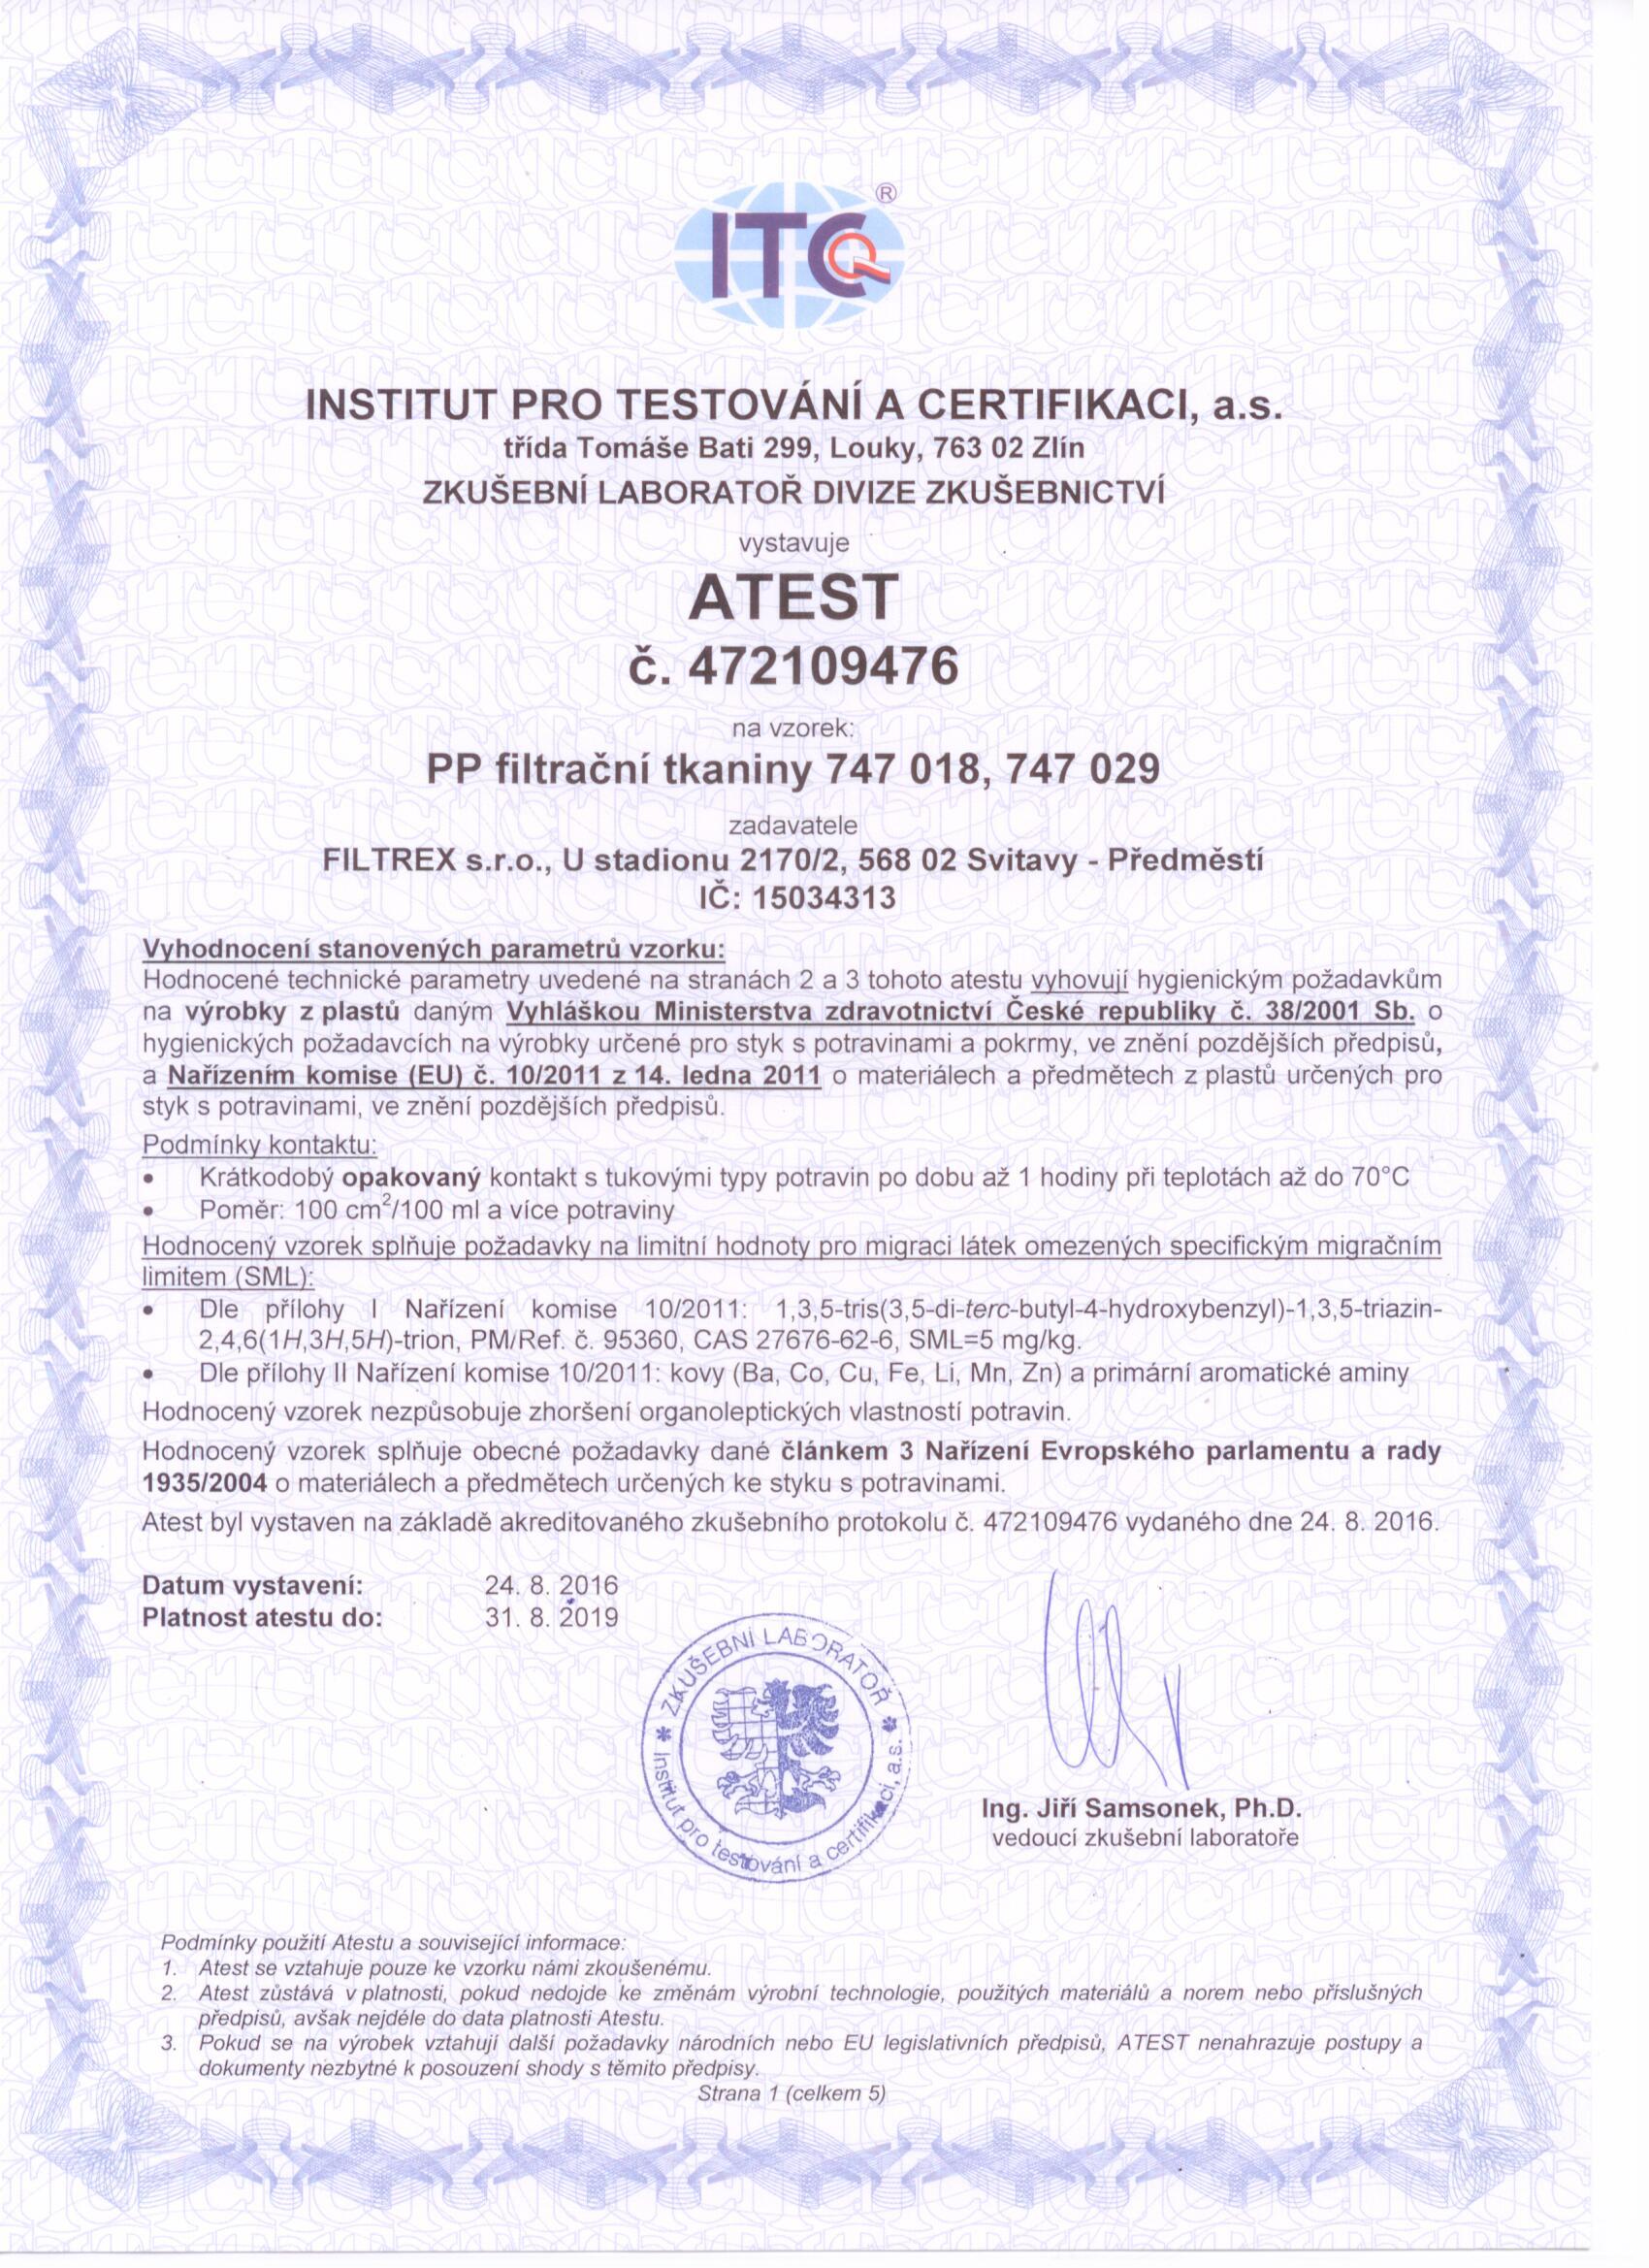 ITC ®
INSTITUT PRO TESTOVÁNÍ A CERTIFIKACI, a.s.
třída Tomáše Bati 299, Louky, 763 02 Zlín
ZKUŠEBNÍ LABORATOŘ DIVIZE ZKUŠEBNICTVÍ
vystavuje
ATEST
č. 472109476
na vzorek:
PP filtrační tkaniny 747 018, 747 029
zadavatele
FILTREX s.r.o., U stadionu 2170/2, 568 02 Svitavy - Předměstí
IČ: 15034313
Vyhodnocení stanovených parametrů vzorku:
Hodnocené technické parametry uvedené na stranách 2 a 3 tohoto atestu vyhovují hygienickým požadavkům
na výrobky z plastů daným Vyhláškou Ministerstva zdravotnictví České republiky č. 38/2001 Sb. o
hygienických požadavcích na výrobky určené pro styk s potravinami a pokrmy, ve znění pozdějších předpisů,
a Nařízením komise (EU) č. 10/2011 z 14. ledna 2011 o materiálech a předmětech z plastů určených pro
styk s potravinami, ve znění pozdějších předpisů.
Podmínky kontaktu:
• Krátkodobý opakovaný kontakt s tukovými typy potravin po dobu až 1 hodiny při teplotách až do 70°C
• Poměr: 100 cm²/100 ml a více potraviny
Hodnocený vzorek splňuje požadavky na limitní hodnoty pro migraci látek omezených specifickým migračním
limitem (SML):
• Dle přílohy I Nařízení komise 10/2011: 1,3,5-tris(3,5-di-terc-butyl-4-hydroxybenzyl)-1,3,5-triazin-
2,4,6(1H,3H,5H)-trion, PM/Ref. č. 95360, CAS 27676-62-6, SML=5 mg/kg.
• Dle přílohy II Nařízení komise 10/2011: kovy (Ba, Co, Cu, Fe, Li, Mn, Zn) a primární aromatické aminy
Hodnocený vzorek nezpůsobuje zhoršení organoleptických vlastností potravin.
Hodnocený vzorek splňuje obecné požadavky dané článkem 3 Nařízení Evropského parlamentu a rady
1935/2004 o materiálech a předmětech určených ke styku s potravinami.
Atest byl vystaven na základě akreditovaného zkušebního protokolu č. 472109476 vydaného dne 24. 8. 2016.
Datum vystavení: 24. 8. 2016
Platnost atestu do: 31. 8. 2019
ZKUŠEBNÍ LABORATOŘ
Institut pro testování a certifikaci, a.s.
Ing. Jiří Samsonek, Ph.D.
vedoucí zkušební laboratoře
Podmínky použití Atestu a související informace:
1. Atest se vztahuje pouze ke vzorku námi zkoušenému.
2. Atest zůstává v platnosti, pokud nedojde ke změnám výrobní technologie, použitých materiálů a norem nebo příslušných
předpisů, avšak nejdéle do data platnosti Atestu.
3. Pokud se na výrobek vztahují další požadavky národních nebo EU legislativních předpisů, ATEST nenahrazuje postupy a
dokumenty nezbytné k posouzení shody s těmito předpisy.
Strana 1 (celkem 5)